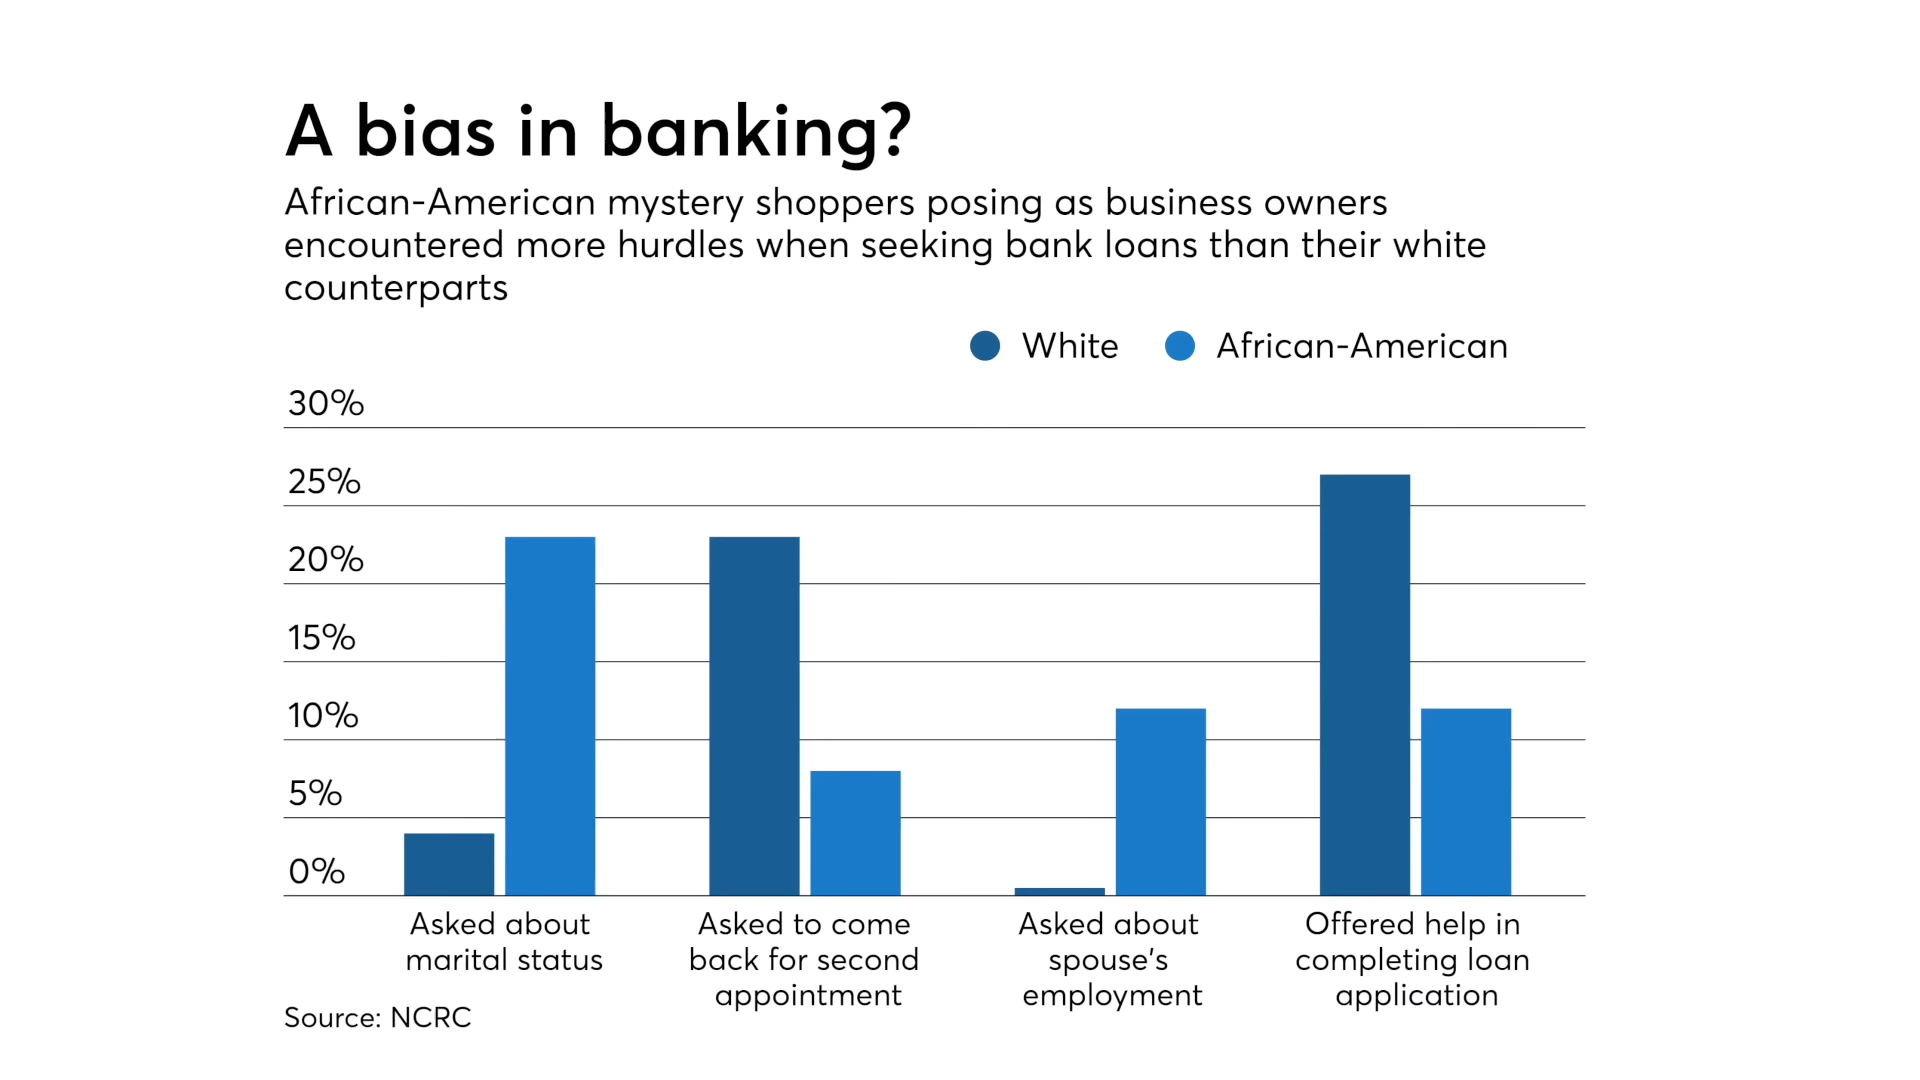 A bias in banking?
African-American mystery shoppers posing as business owners
encountered more hurdles when seeking bank loans than their white
counterparts
White
African-American
30%
25%
20%
15%
10%
5%
0%
Asked about
marital status
Asked to come
back for second
appointment
Asked about
spouse's
employment
Offered help in
completing loan
application
Source: NCRC